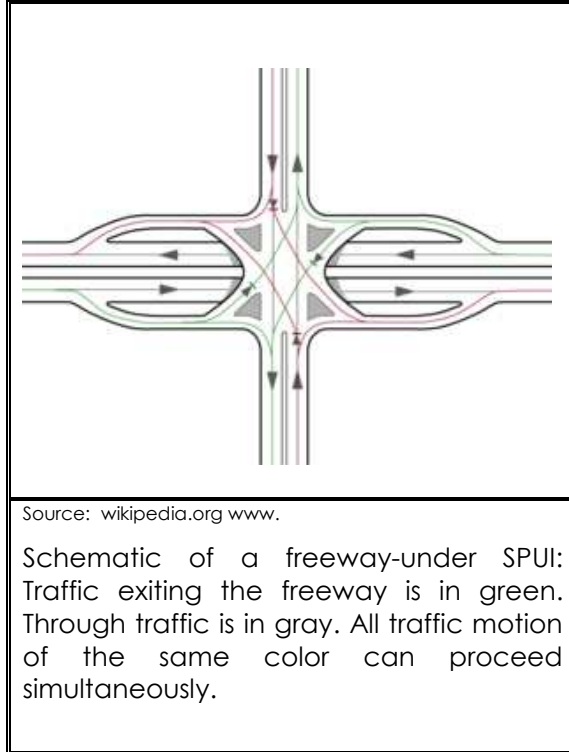 Source: wikipedia.org www.
Schematic of a freeway-under SPUI:
Traffic exiting the freeway is in green.
Through traffic is in gray. All traffic motion
of the same color can proceed
simultaneously.